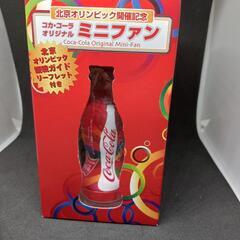 北京オリンピック開催記念
コカ·コーラ
オリジナル
ミニファン
Coca-Cola Original Mini-Fan
北京
オリンピック
観戦ガイド
リーフレット
付き
Coca-Cola